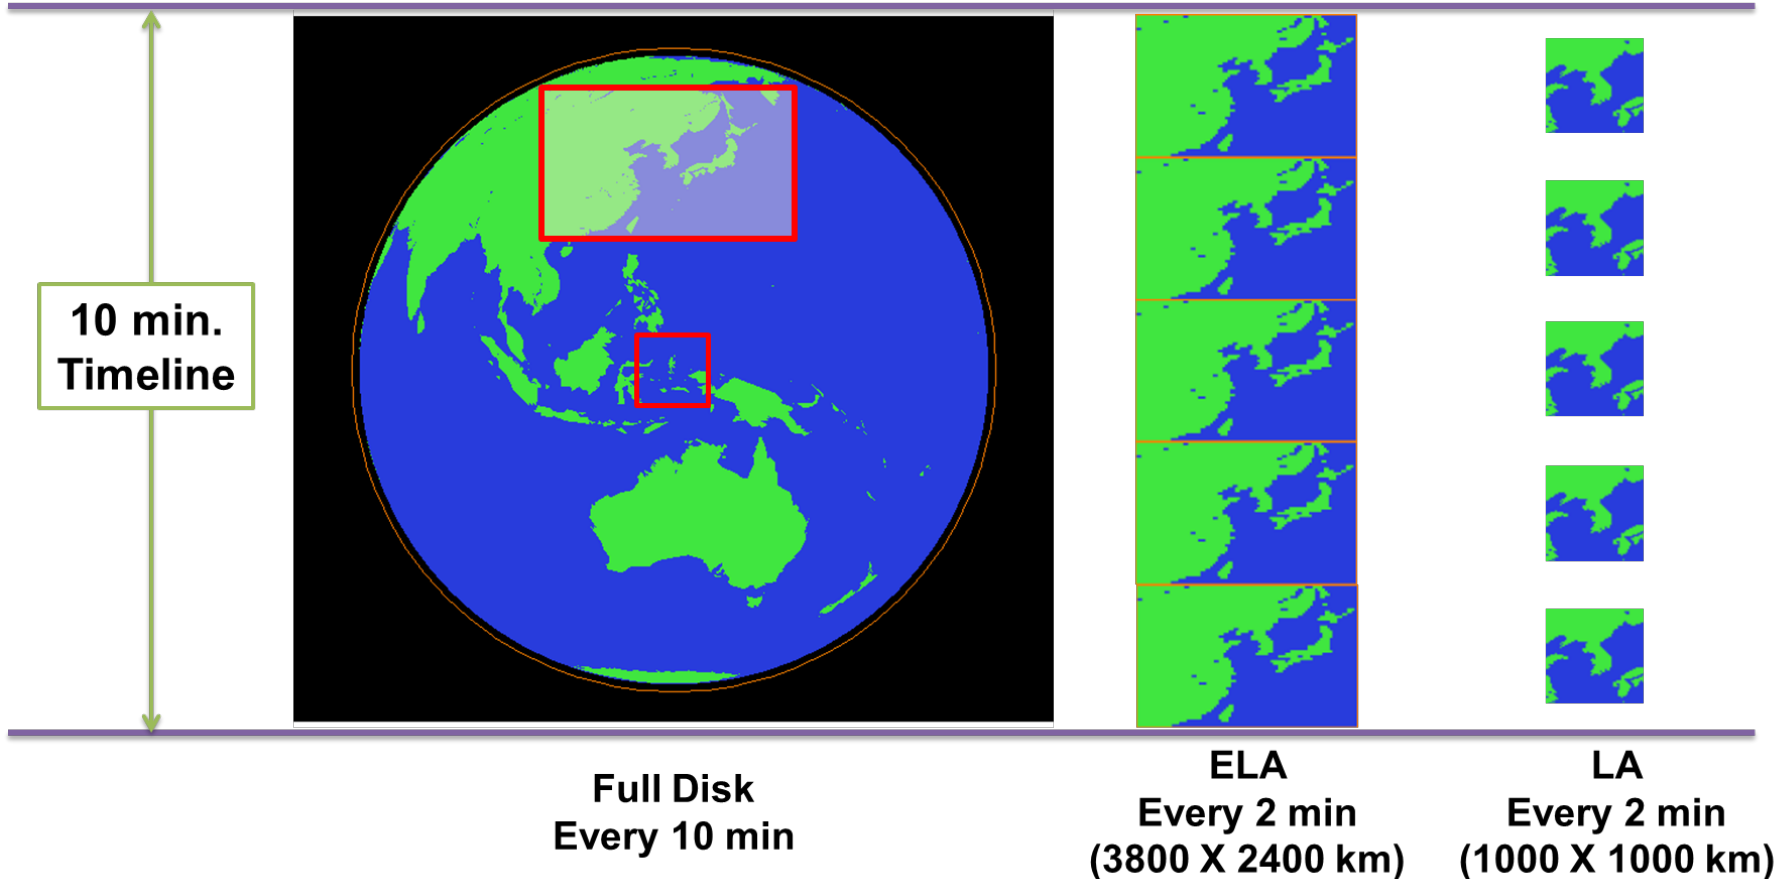 10 min.
Timeline
Full Disk
Every 10 min
ELA
Every 2 min
(3800 X 2400 km)
LA
Every 2 min
(1000 X 1000 km)